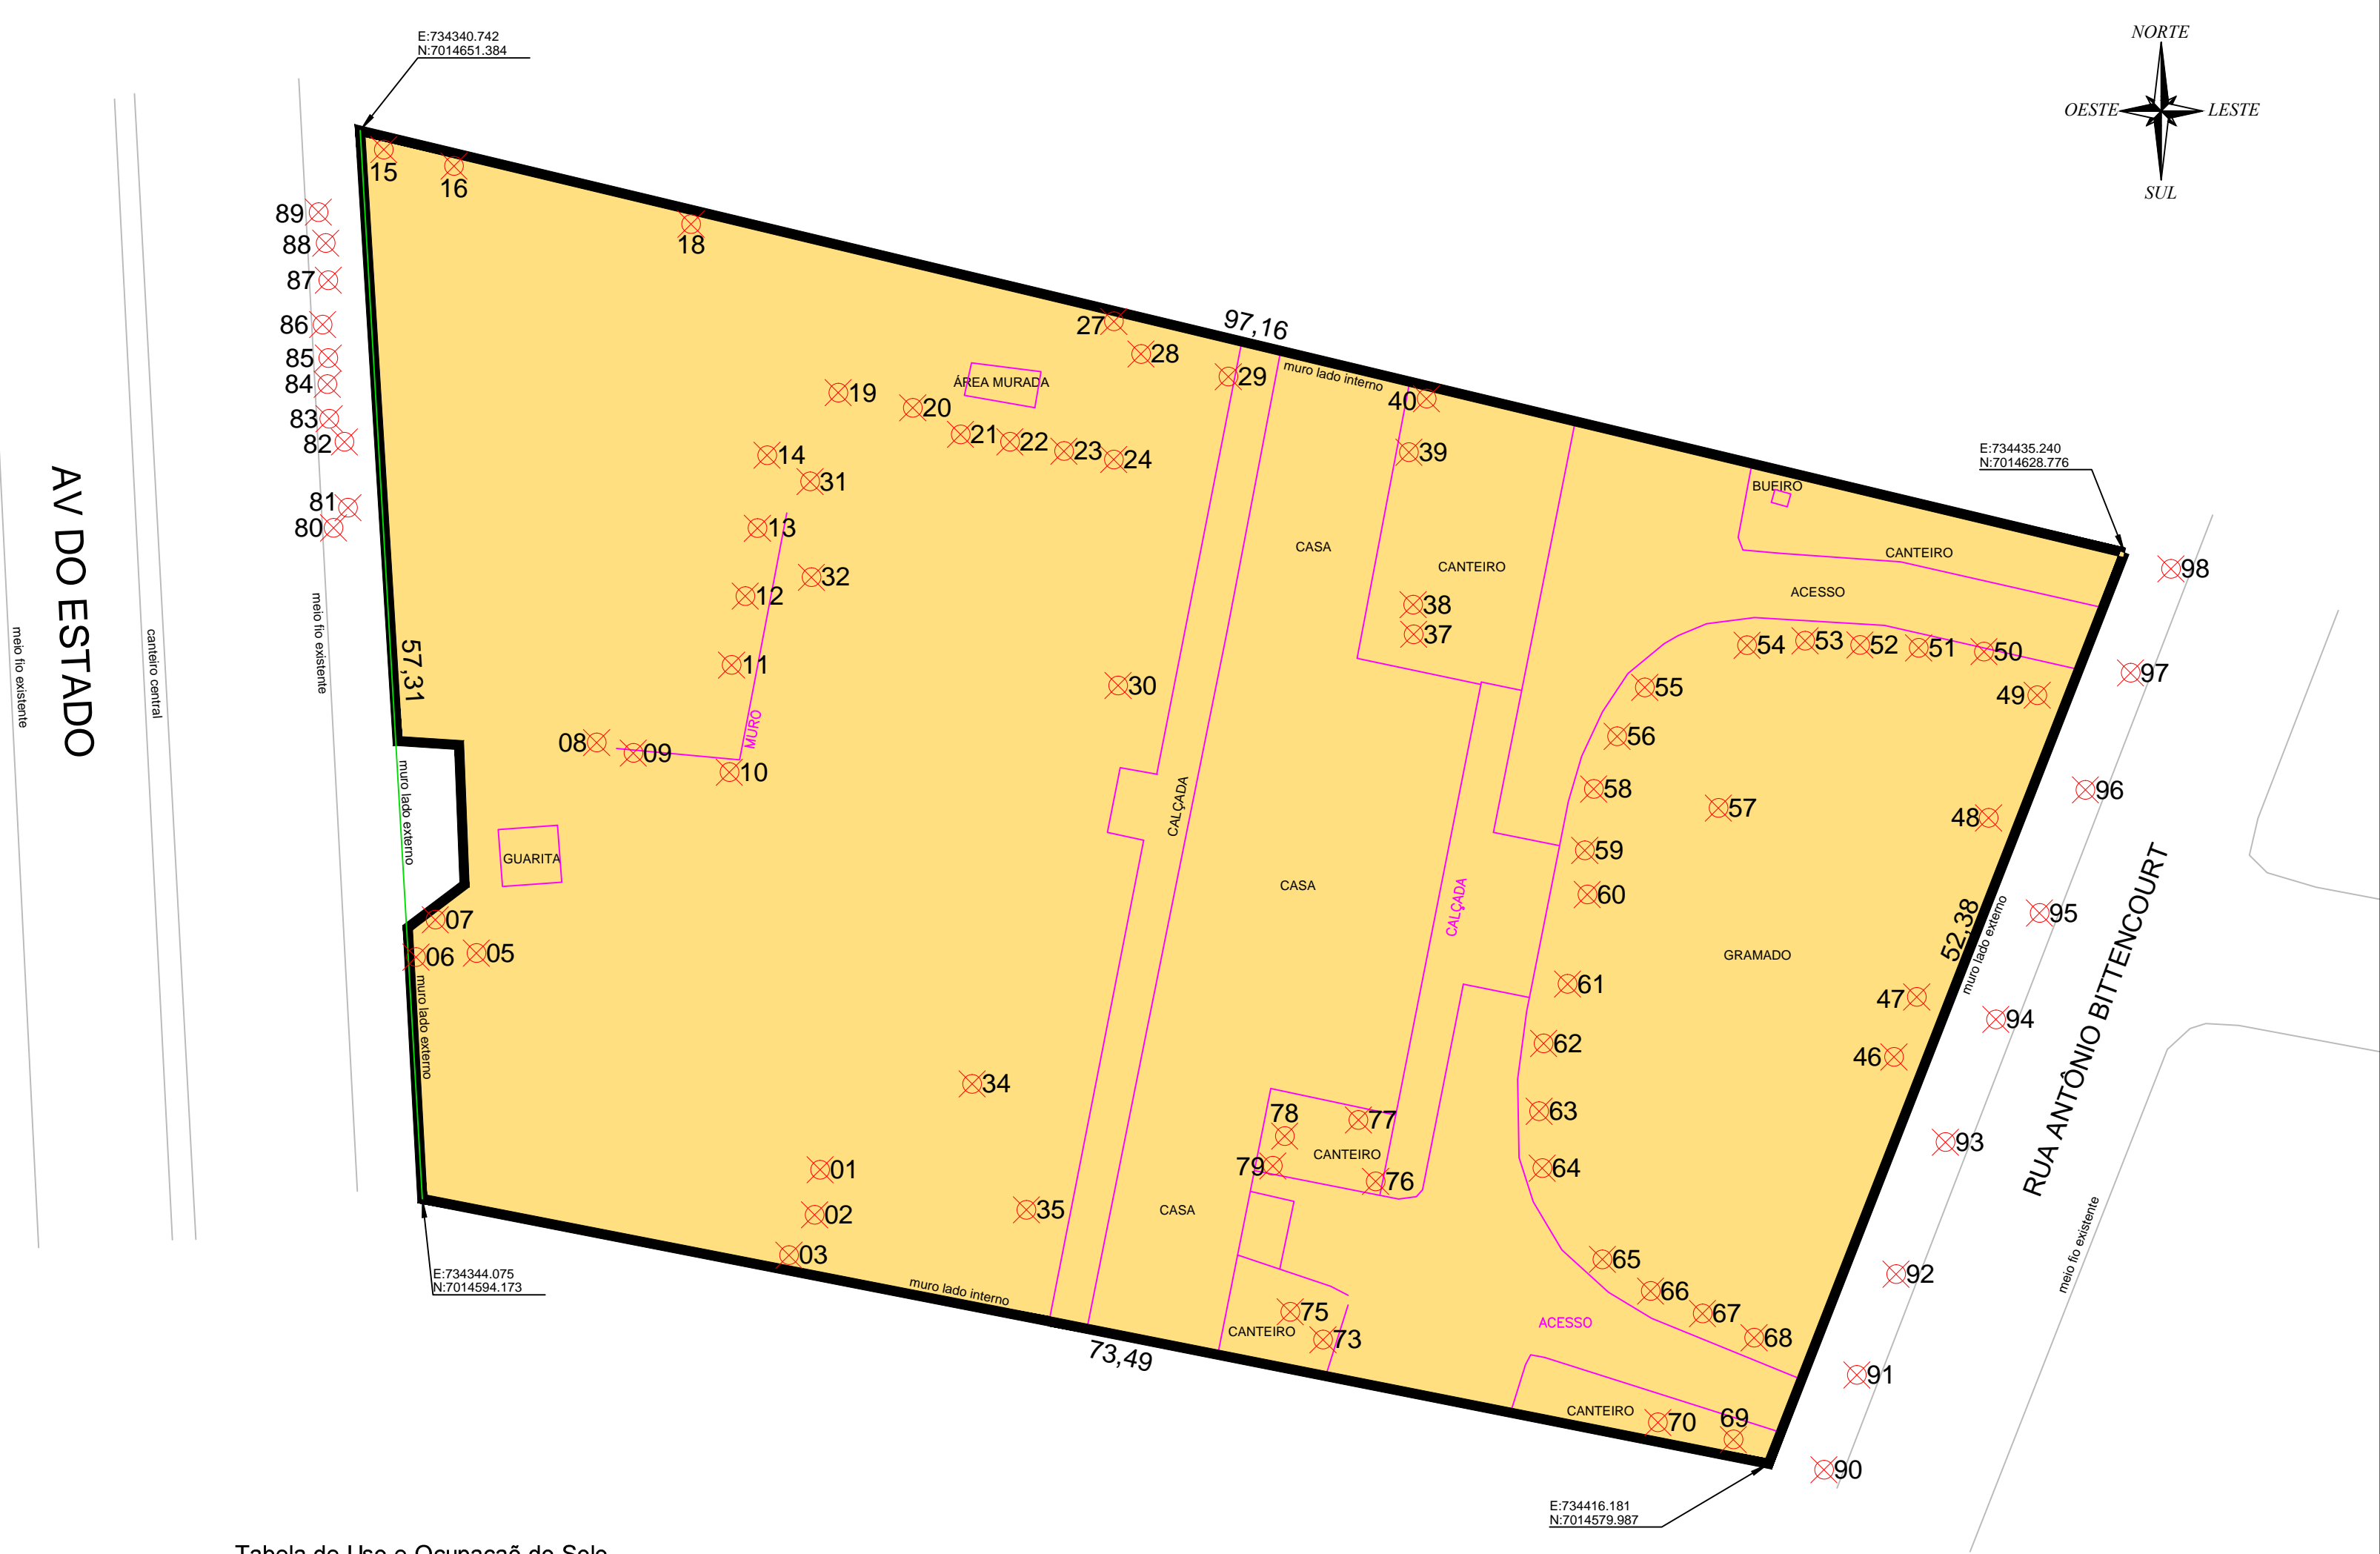 E:734340.742
N:7014651.384
NORTE
OESTE
LESTE
SUL
15
16
89
18
88
87
86
27
97,16
28
85
84
29
muro lado interno
ÁREA MURADA
19
20
40
83
82
21
22
23
24
39
14
31
E:734435.240
N:7014628.776
BUEIRO
81
80
13
CASA
CANTEIRO
CANTEIRO
98
32
12
ACESSO
38
37
AV DO ESTADO
meio fio existente
canteiro central
meio fio existente
57,31
11
54
53
52
51
50
97
30
55
49
08
09
MURO
10
56
58
57
96
48
muro lado externo
CALÇADA
GUARITA
59
CASA
60
CALÇADA
07
06
05
95
52,38
muro lado externo
GRAMADO
61
47
94
muro lado externo
62
46
RUA ANTÔNIO BITTENCOURT
34
78
77
63
93
CANTEIRO
79
76
64
01
02
35
CASA
03
65
92
meio fio existente
E:734344.075
N:7014594.173
muro lado interno
66
75
67
CANTEIRO
73
ACESSO
68
73,49
91
CANTEIRO
70
69
90
E:734416.181
N:7014579.987
Tabela de Uso e Ocupacaõ do Solo